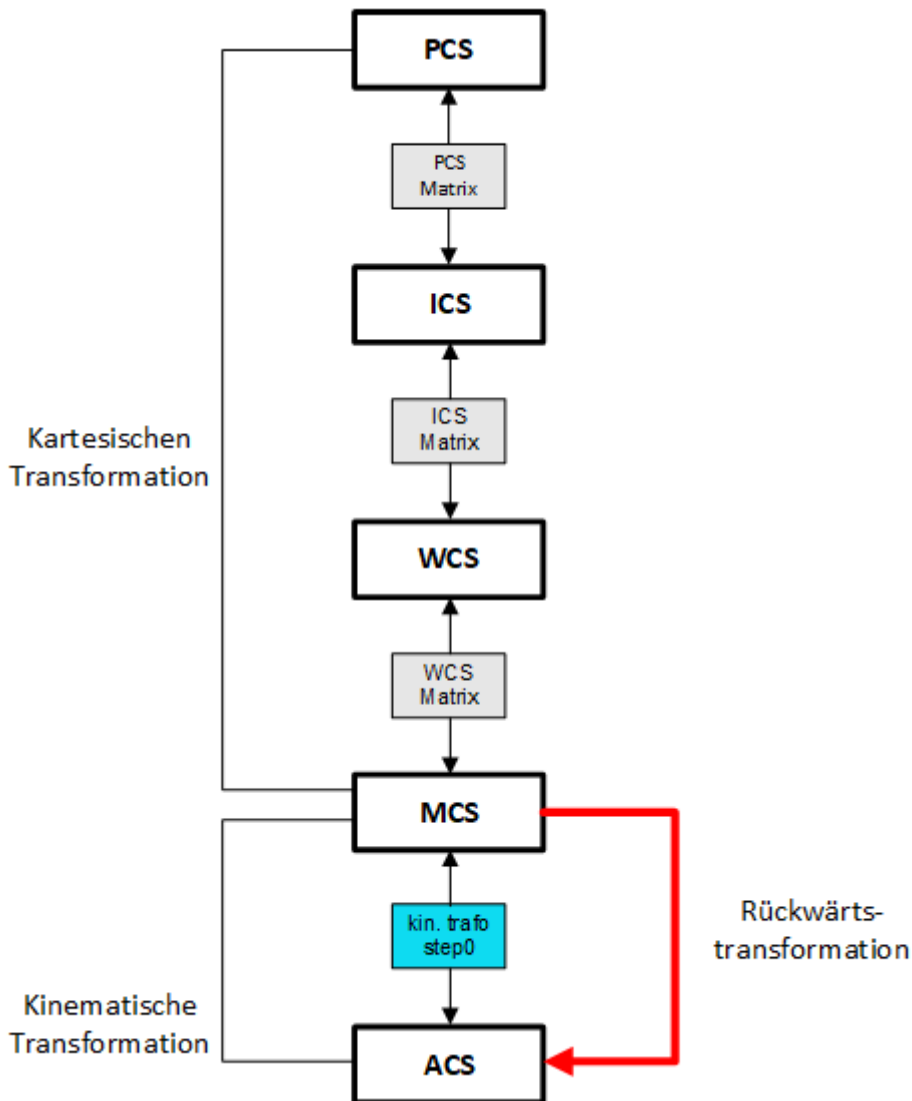 PCS
PCS
Matrix
ICS
ICS
Matrix
Kartesischen
Transformation
WCS
WCS
Matrix
MCS
kin. trafo
step0
Rückwärts-
transformation
Kinematische
Transformation
ACS